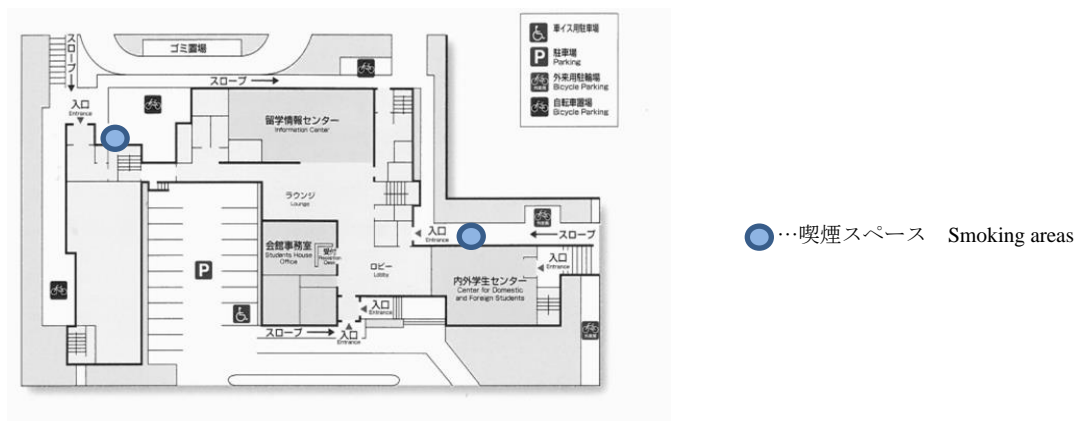 ゴミ置場
スロープ
スロープ
入口
Entrance
留学情報センター
Information Center
ラウンジ
Lounge
会館事務室
Students House
Office
受付
Reception
Desk
ロビー
Lobby
入口
Entrance
スロープ
内外学生センター
Center for Domestic
and Foreign Students
入口
Entrance
入口
Entrance
スロープ
入口
Entrance
P
車イス用駐車場
P
駐車場
Parking
外来用駐輪場
Bicycle Parking
自転車置場
Bicycle Parking
…喫煙スペース Smoking areas